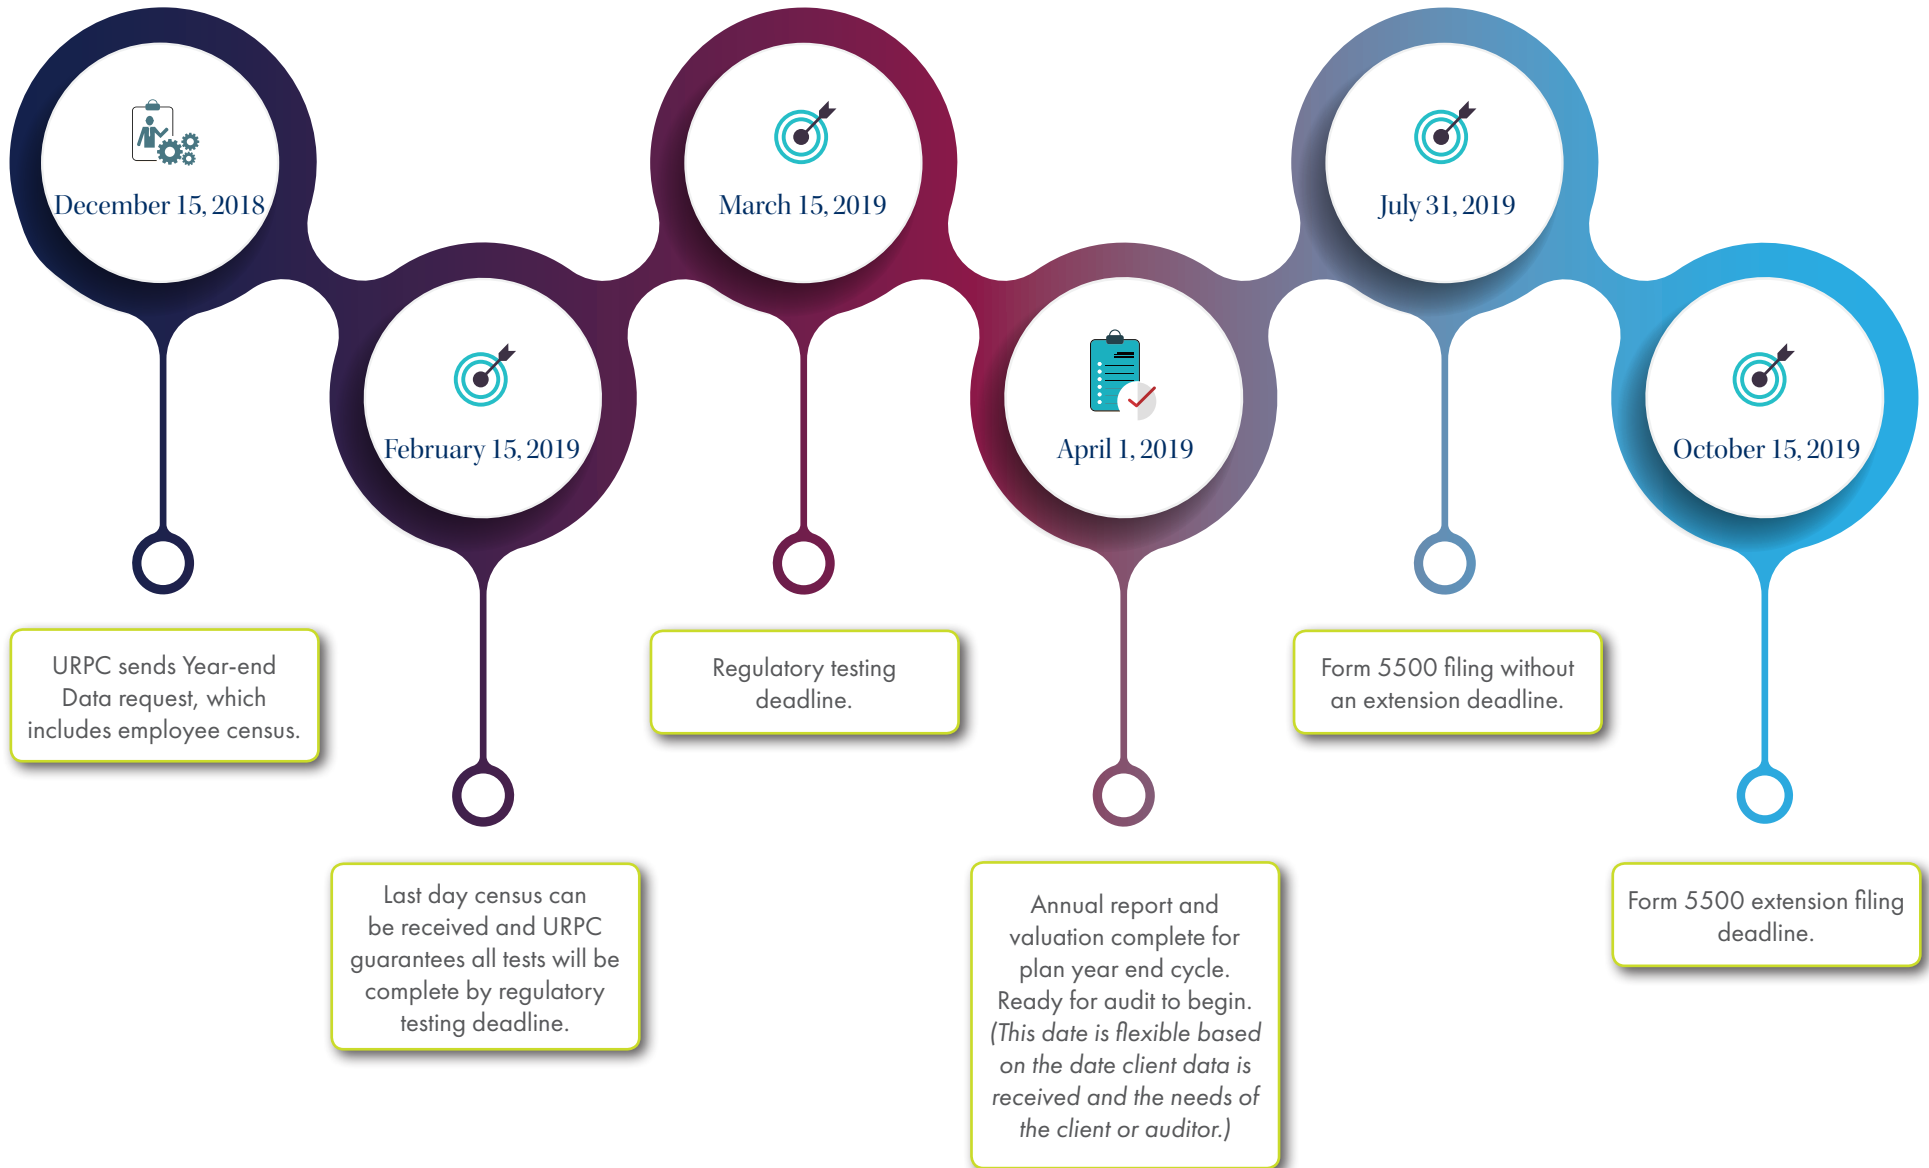 December 15, 2018
URPC sends Year-end
Data request, which
includes employee census.
February 15, 2019
Last day census can
be received and URPC
guarantees all tests will be
complete by regulatory
testing deadline.
March 15, 2019
Regulatory testing
deadline.
April 1, 2019
Annual report and
valuation complete for
plan year end cycle.
Ready for audit to begin.
(This date is flexible based
on the date client data is
received and the needs of
the client or auditor.)
July 31, 2019
Form 5500 filing without
an extension deadline.
October 15, 2019
Form 5500 extension filing
deadline.